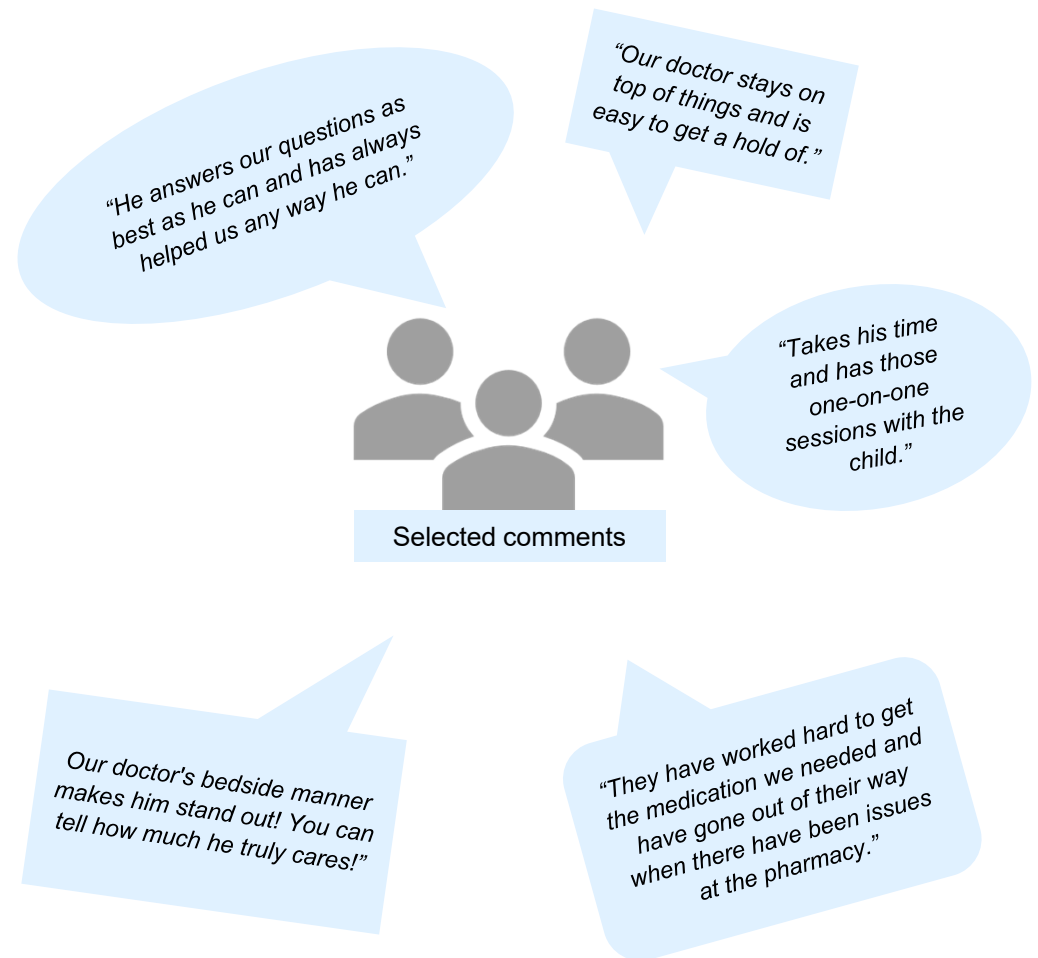 “He answers our questions as
best as he can and has always
helped us any way he can.”
“Our doctor stays on
top of things and is
easy to get a hold of.”
“Takes his time
and has those
one-on-one
sessions with the
child.”
Selected comments
Our doctor's bedside manner
makes him stand out! You can
tell how much he truly cares!”
“They have worked hard to get
the medication we needed and
have gone out of their way
when there have been issues
at the pharmacy.”